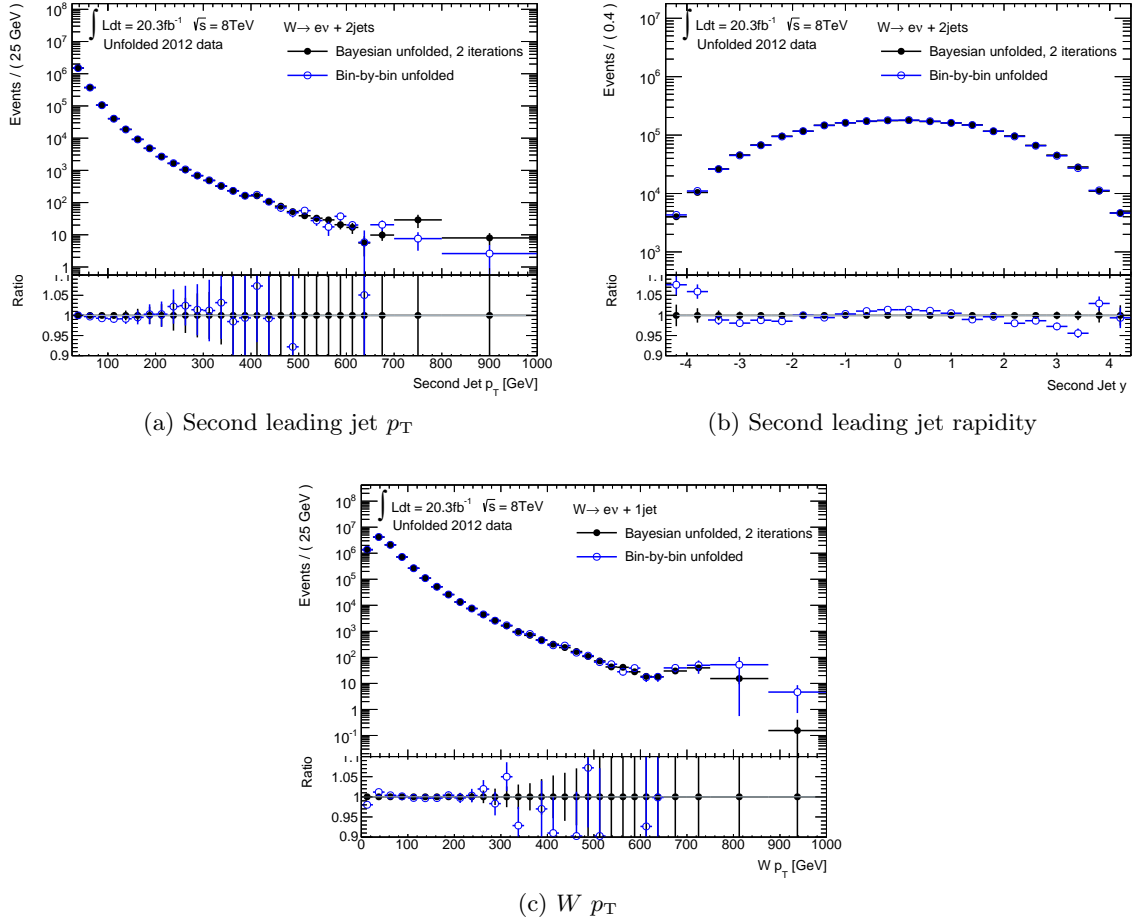 Events / ( 25 GeV )
10⁸
10⁷
10⁶
10⁵
10⁴
10³
10²
10
1
∫ Ldt = 20.3fb⁻¹ √s = 8TeV
Unfolded 2012 data
W→ eν + 2jets
Bayesian unfolded, 2 iterations
Bin-by-bin unfolded
Ratio
1.1
1.05
1
0.95
0.9
100 200 300 400 500 600 700 800 900 1000
Second Jet p_T [GeV]
(a) Second leading jet p_T
Events / ( 0.4 )
10⁷
10⁶
10⁵
10⁴
10³
∫ Ldt = 20.3fb⁻¹ √s = 8TeV
Unfolded 2012 data
W→ eν + 2jets
Bayesian unfolded, 2 iterations
Bin-by-bin unfolded
Ratio
1.1
1.05
1
0.95
0.9
-4 -3 -2 -1 0 1 2 3 4
Second Jet y
(b) Second leading jet rapidity
Events / ( 25 GeV )
10⁸
10⁷
10⁶
10⁵
10⁴
10³
10²
10
1
10⁻¹
∫ Ldt = 20.3fb⁻¹ √s = 8TeV
Unfolded 2012 data
W→ eν + 1jet
Bayesian unfolded, 2 iterations
Bin-by-bin unfolded
Ratio
1.1
1.05
1
0.95
0.9
0 100 200 300 400 500 600 700 800 900 1000
W p_T [GeV]
(c) W p_T